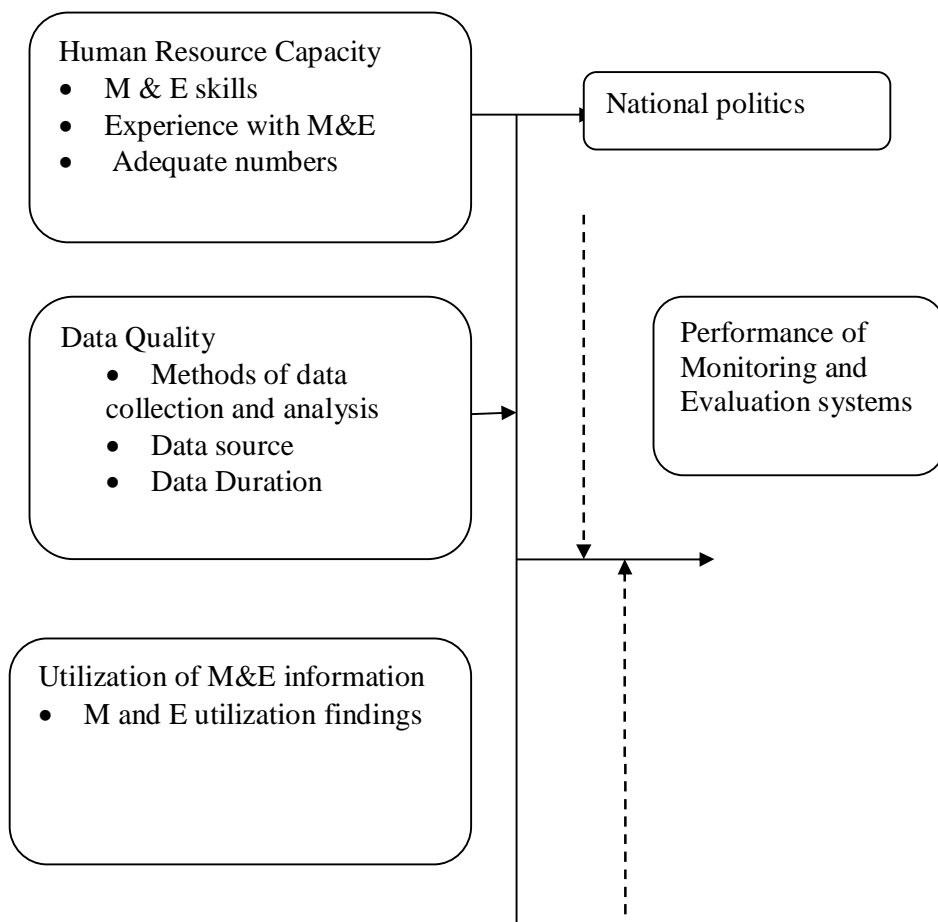 Human Resource Capacity
• M & E skills
• Experience with M&E
• Adequate numbers
National politics
Data Quality
• Methods of data
collection and analysis
• Data source
• Data Duration
Performance of
Monitoring and
Evaluation systems
Utilization of M&E information
• M and E utilization findings